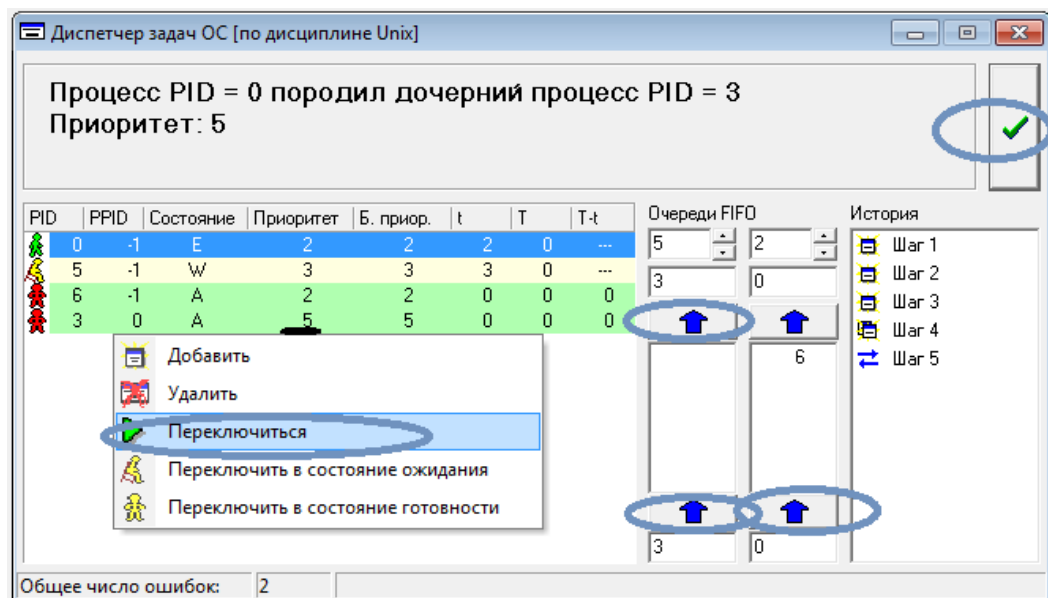 Диспетчер задач ОС [по дисциплине Unix]
Процесс PID = 0 породил дочерний процесс PID = 3
Приоритет: 5
PID PPID Состояние Приоритет Б. приор. t T T-t
0 -1 E 2 2 2 0 ---
5 -1 W 3 3 3 0 ---
6 -1 A 2 2 0 0 0
3 0 A 5 5 0 0 0
Добавить
Удалить
Переключиться
Переключить в состояние ожидания
Переключить в состояние готовности
Очереди FIFO
5 2
3 0
6
3 0
История
Шаг 1
Шаг 2
Шаг 3
Шаг 4
Шаг 5
Общее число ошибок: 2